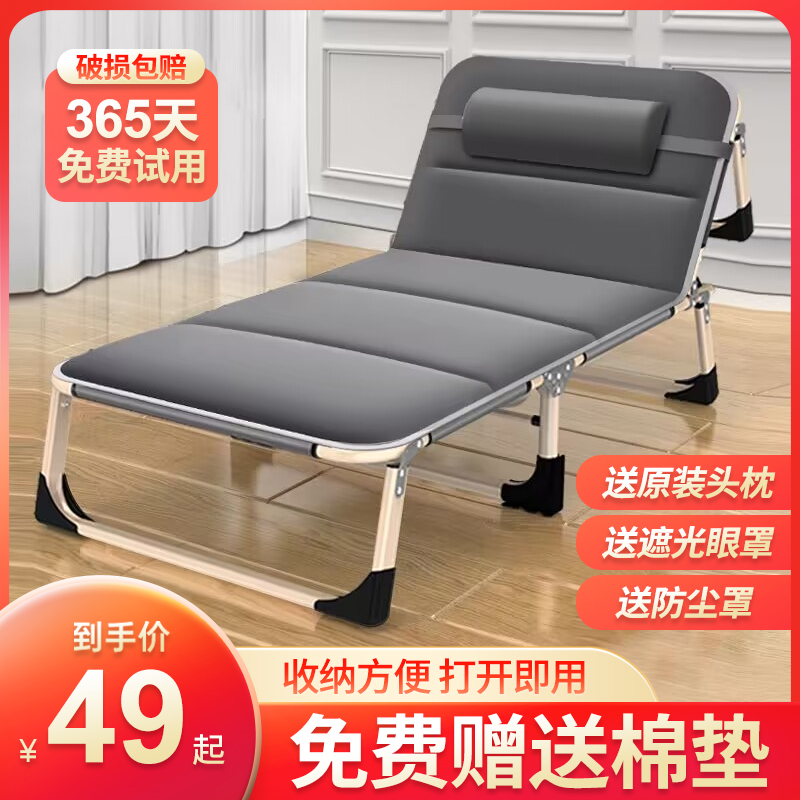 破损包赔
365天
免费试用
送原装头枕
送遮光眼罩
送防尘罩
到手价
¥49起
收纳方便 打开即用
免费赠送棉垫